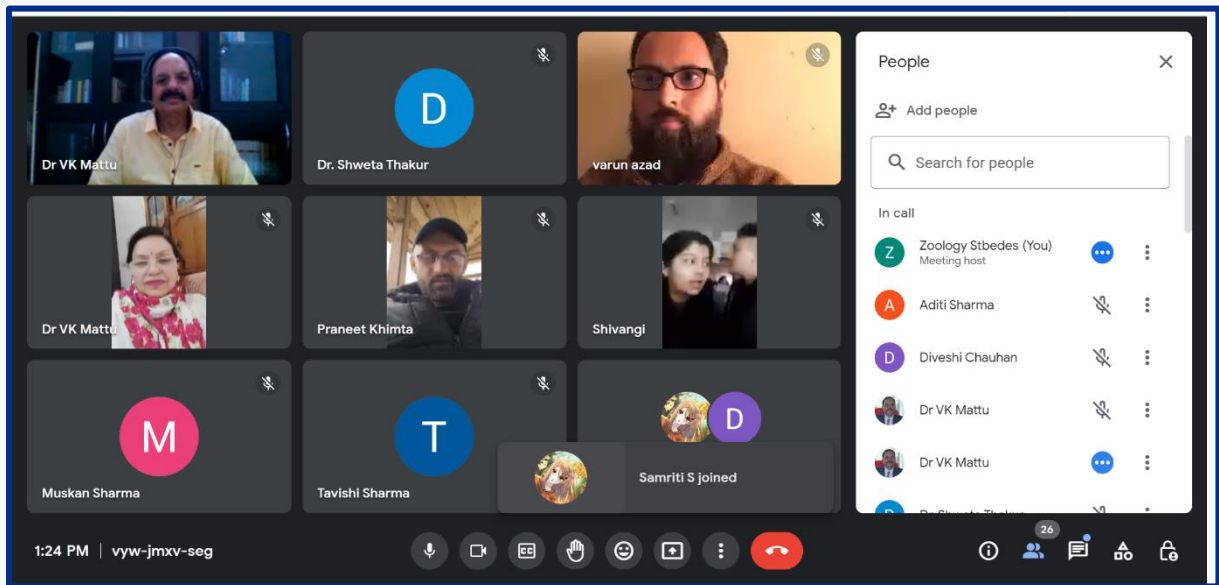 Dr VK Mattu
D
Dr. Shweta Thakur
varun azad
Dr VK Mattu
Praneet Khimta
Shivangi
M
Muskan Sharma
T
Tavishi Sharma
D
Samriti S joined
People
Add people
Search for people
In call
Z
Zoology Stbedes (You)
Meeting host
A
Aditi Sharma
D
Diveshi Chauhan
Dr VK Mattu
Dr VK Mattu
1:24 PM | vyw-jmxv-seg
CC
26